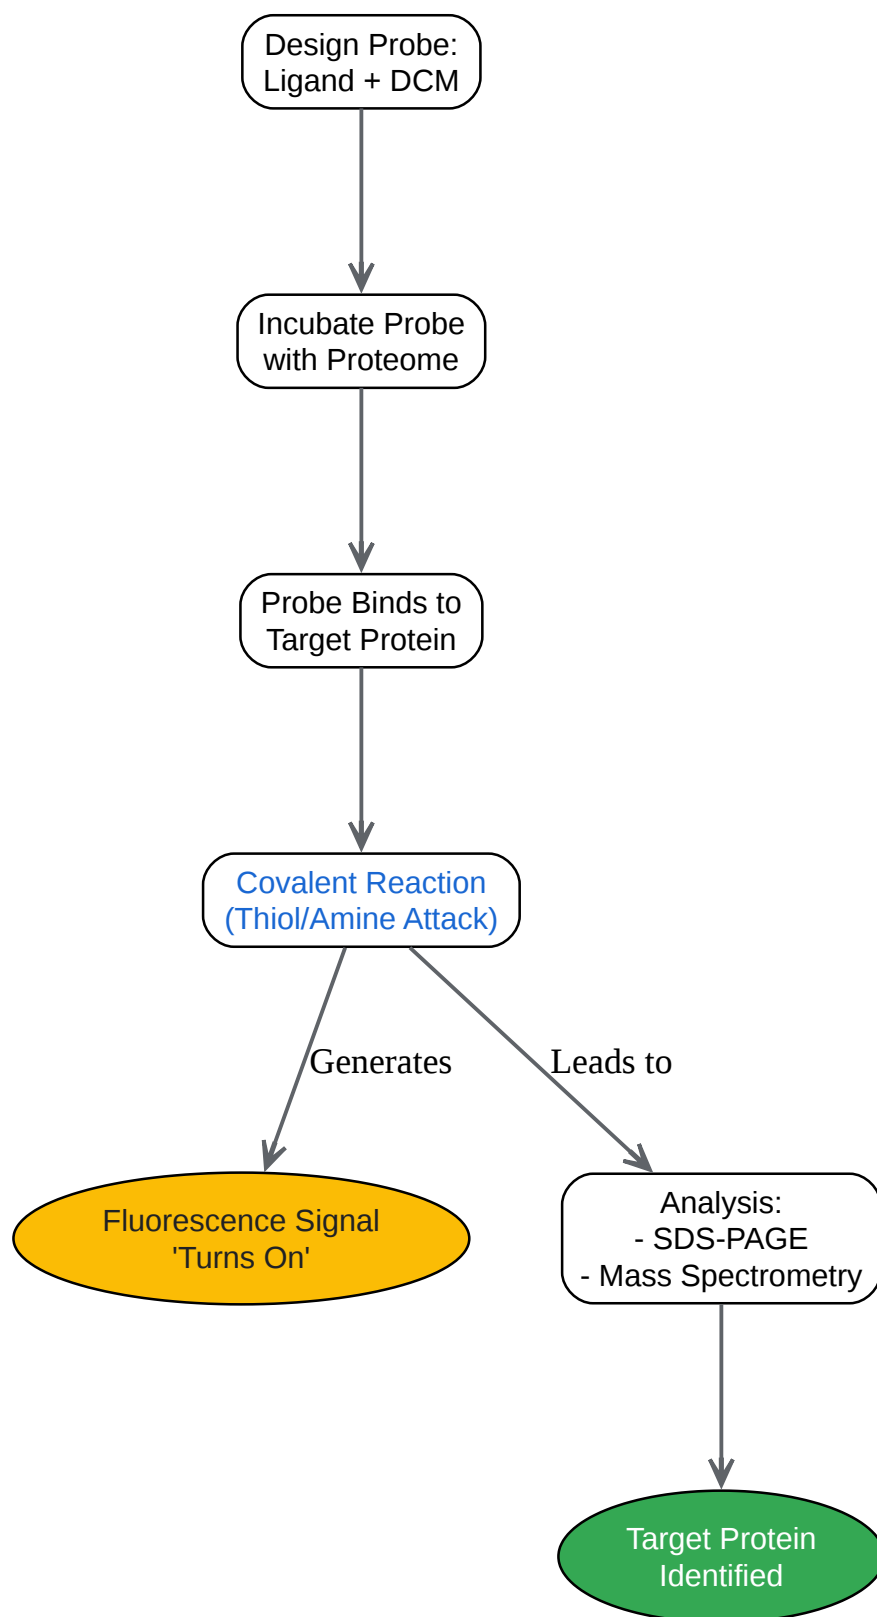 Design Probe:
Ligand + DCM
Incubate Probe
with Proteome
Probe Binds to
Target Protein
Covalent Reaction
(Thiol/Amine Attack)
Generates
Leads to
Fluorescence Signal
'Turns On'
Analysis:
- SDS-PAGE
- Mass Spectrometry
Target Protein
Identified